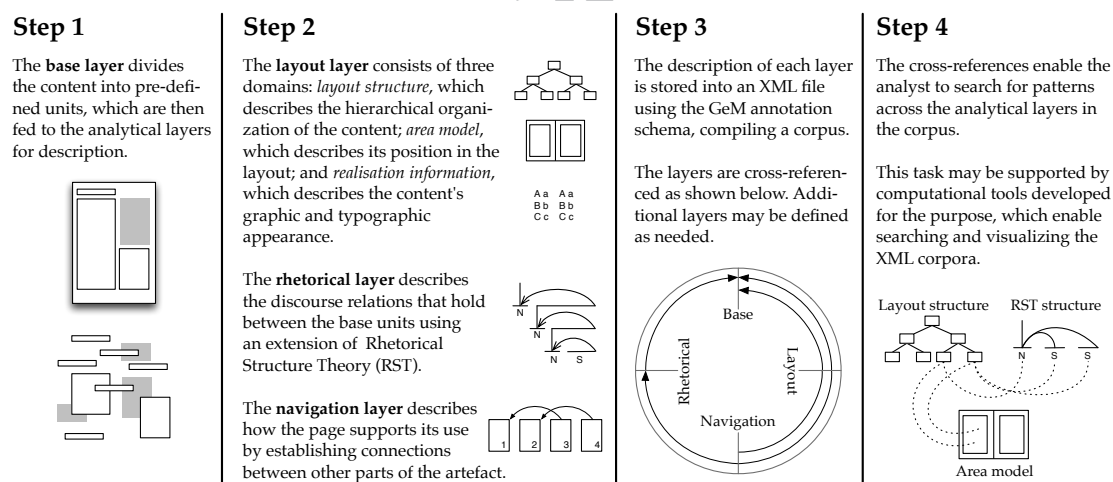 Step 1
The base layer divides
the content into pre-defi-
ned units, which are then
fed to the analytical layers
for description.
Step 2
The layout layer consists of three
domains: layout structure, which
describes the hierarchical organi-
zation of the content; area model,
which describes its position in the
layout; and realisation information,
which describes the content's
graphic and typographic
appearance.
A a A a
B b B b
C c C c
The rhetorical layer describes
the discourse relations that hold
between the base units using
an extension of Rhetorical
Structure Theory (RST).
N
N
N S
The navigation layer describes
how the page supports its use
by establishing connections
between other parts of the artefact.
1 2 3 4
Step 3
The description of each layer
is stored into an XML file
using the GeM annotation
schema, compiling a corpus.
The layers are cross-referen-
ced as shown below. Addi-
tional layers may be defined
as needed.
Base
Rhetorical
Layout
Navigation
Step 4
The cross-references enable the
analyst to search for patterns
across the analytical layers in
the corpus.
This task may be supported by
computational tools developed
for the purpose, which enable
searching and visualizing the
XML corpora.
Layout structure RST structure
N S S
Area model